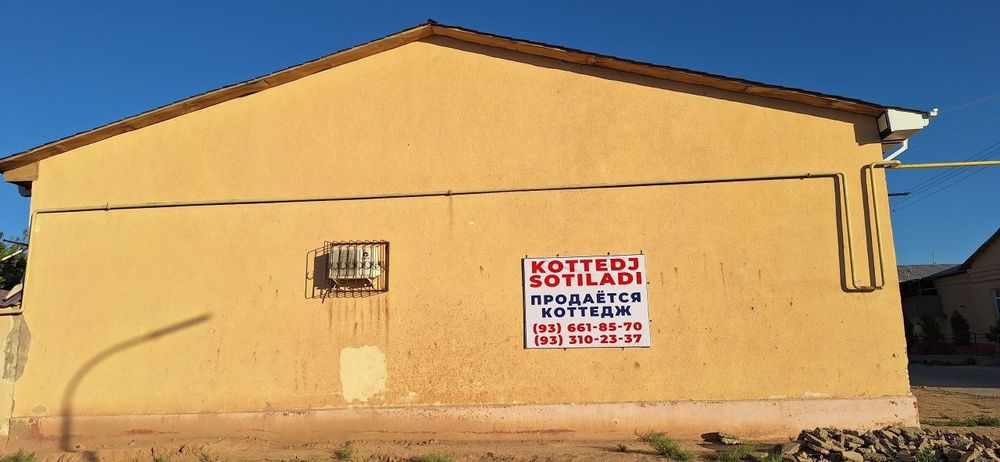 KOTTEDJ
SOTILADI
ПРОДАЁТСЯ
КОТТЕДЖ
(93) 661-85-70
(93) 310-23-37